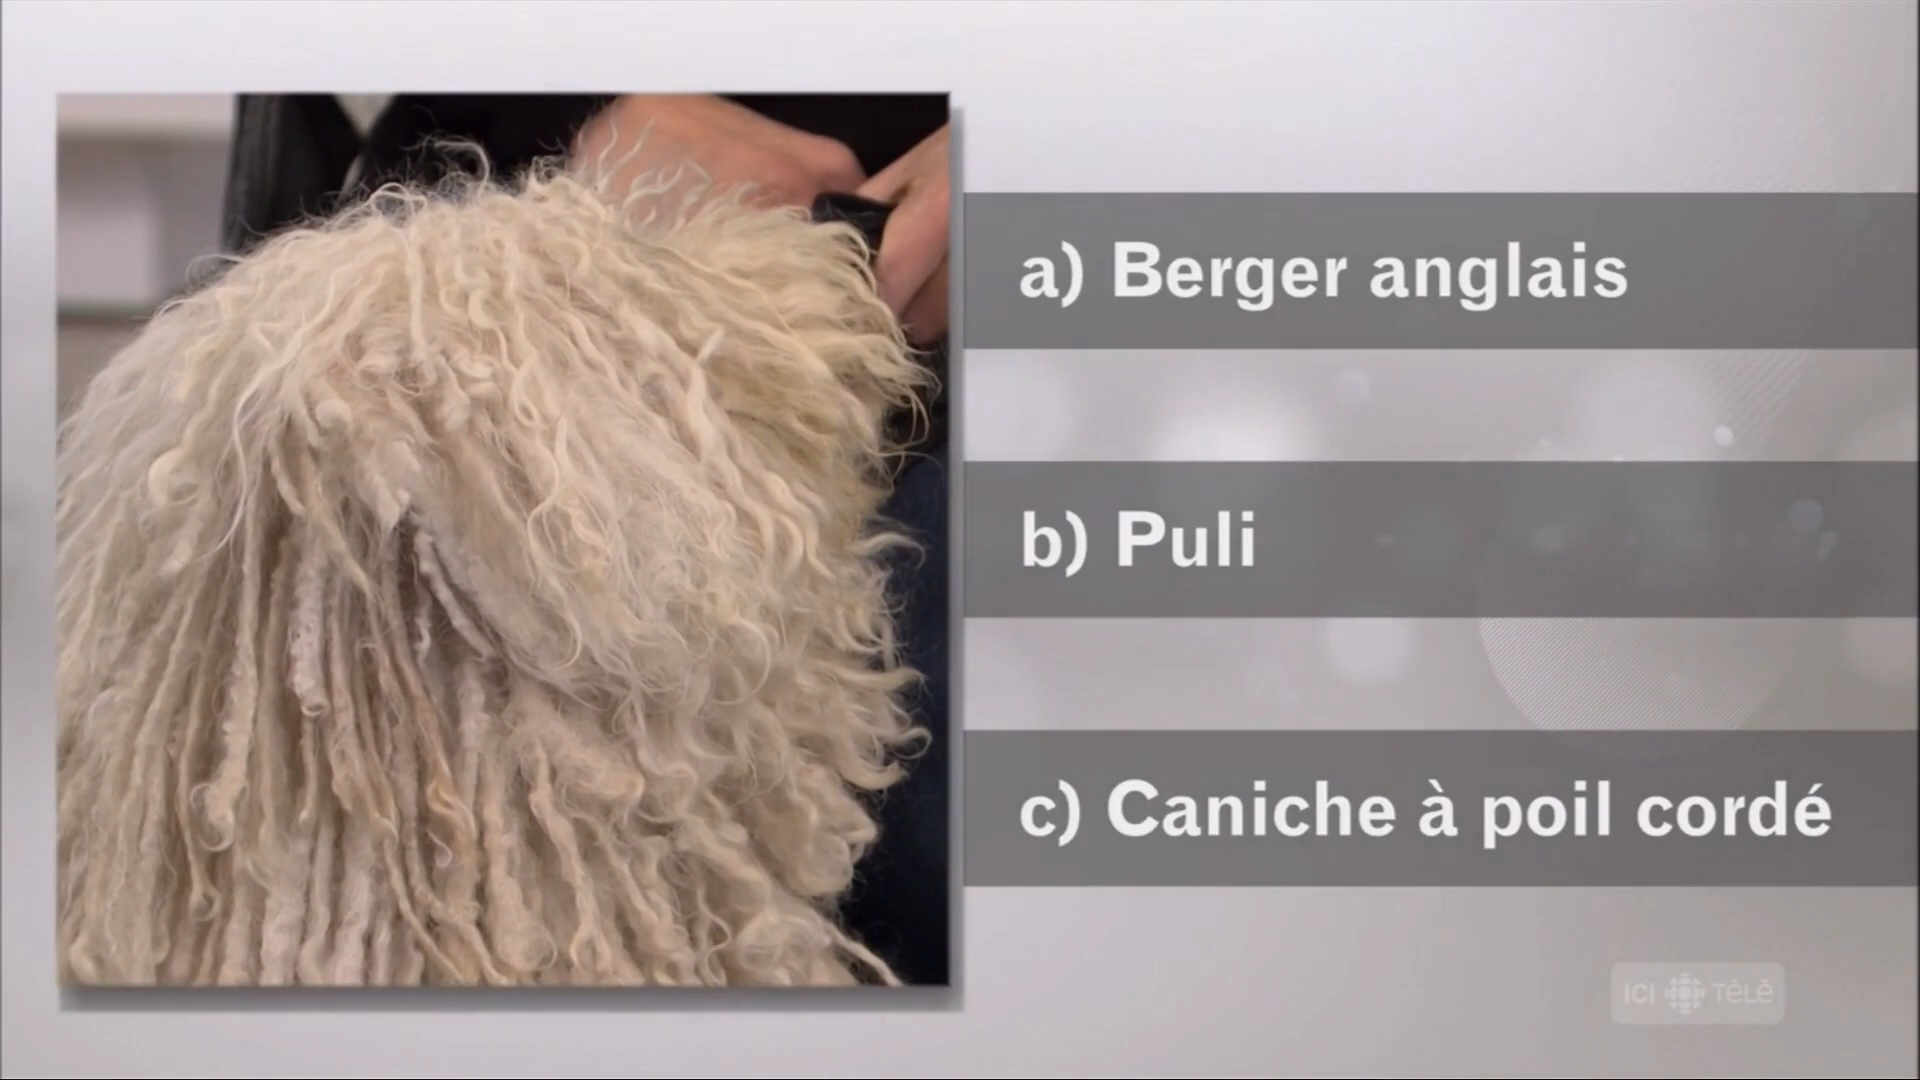 a) Berger anglais
b) Puli
c) Caniche à poil cordé
ICI TÉLÉ